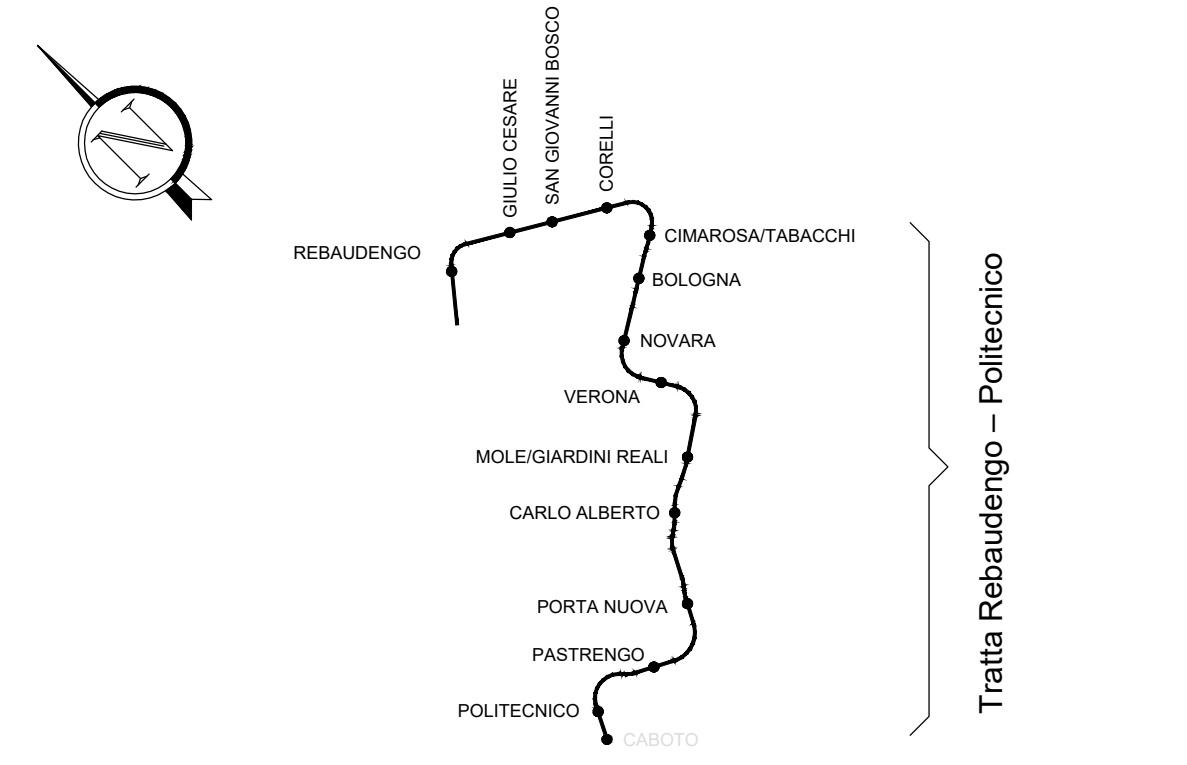 N
SAN GIOVANNI BOSCO
GIULIO CESARE
CORELLI
REBAUDENGO
CIMAROSA/TABACCHI
BOLOGNA
NOVARA
VERONA
MOLE/GIARDINI REALI
CARLO ALBERTO
PORTA NUOVA
PASTRENGO
POLITECNICO
CABOTO
Tratta Rebaudengo – Politecnico